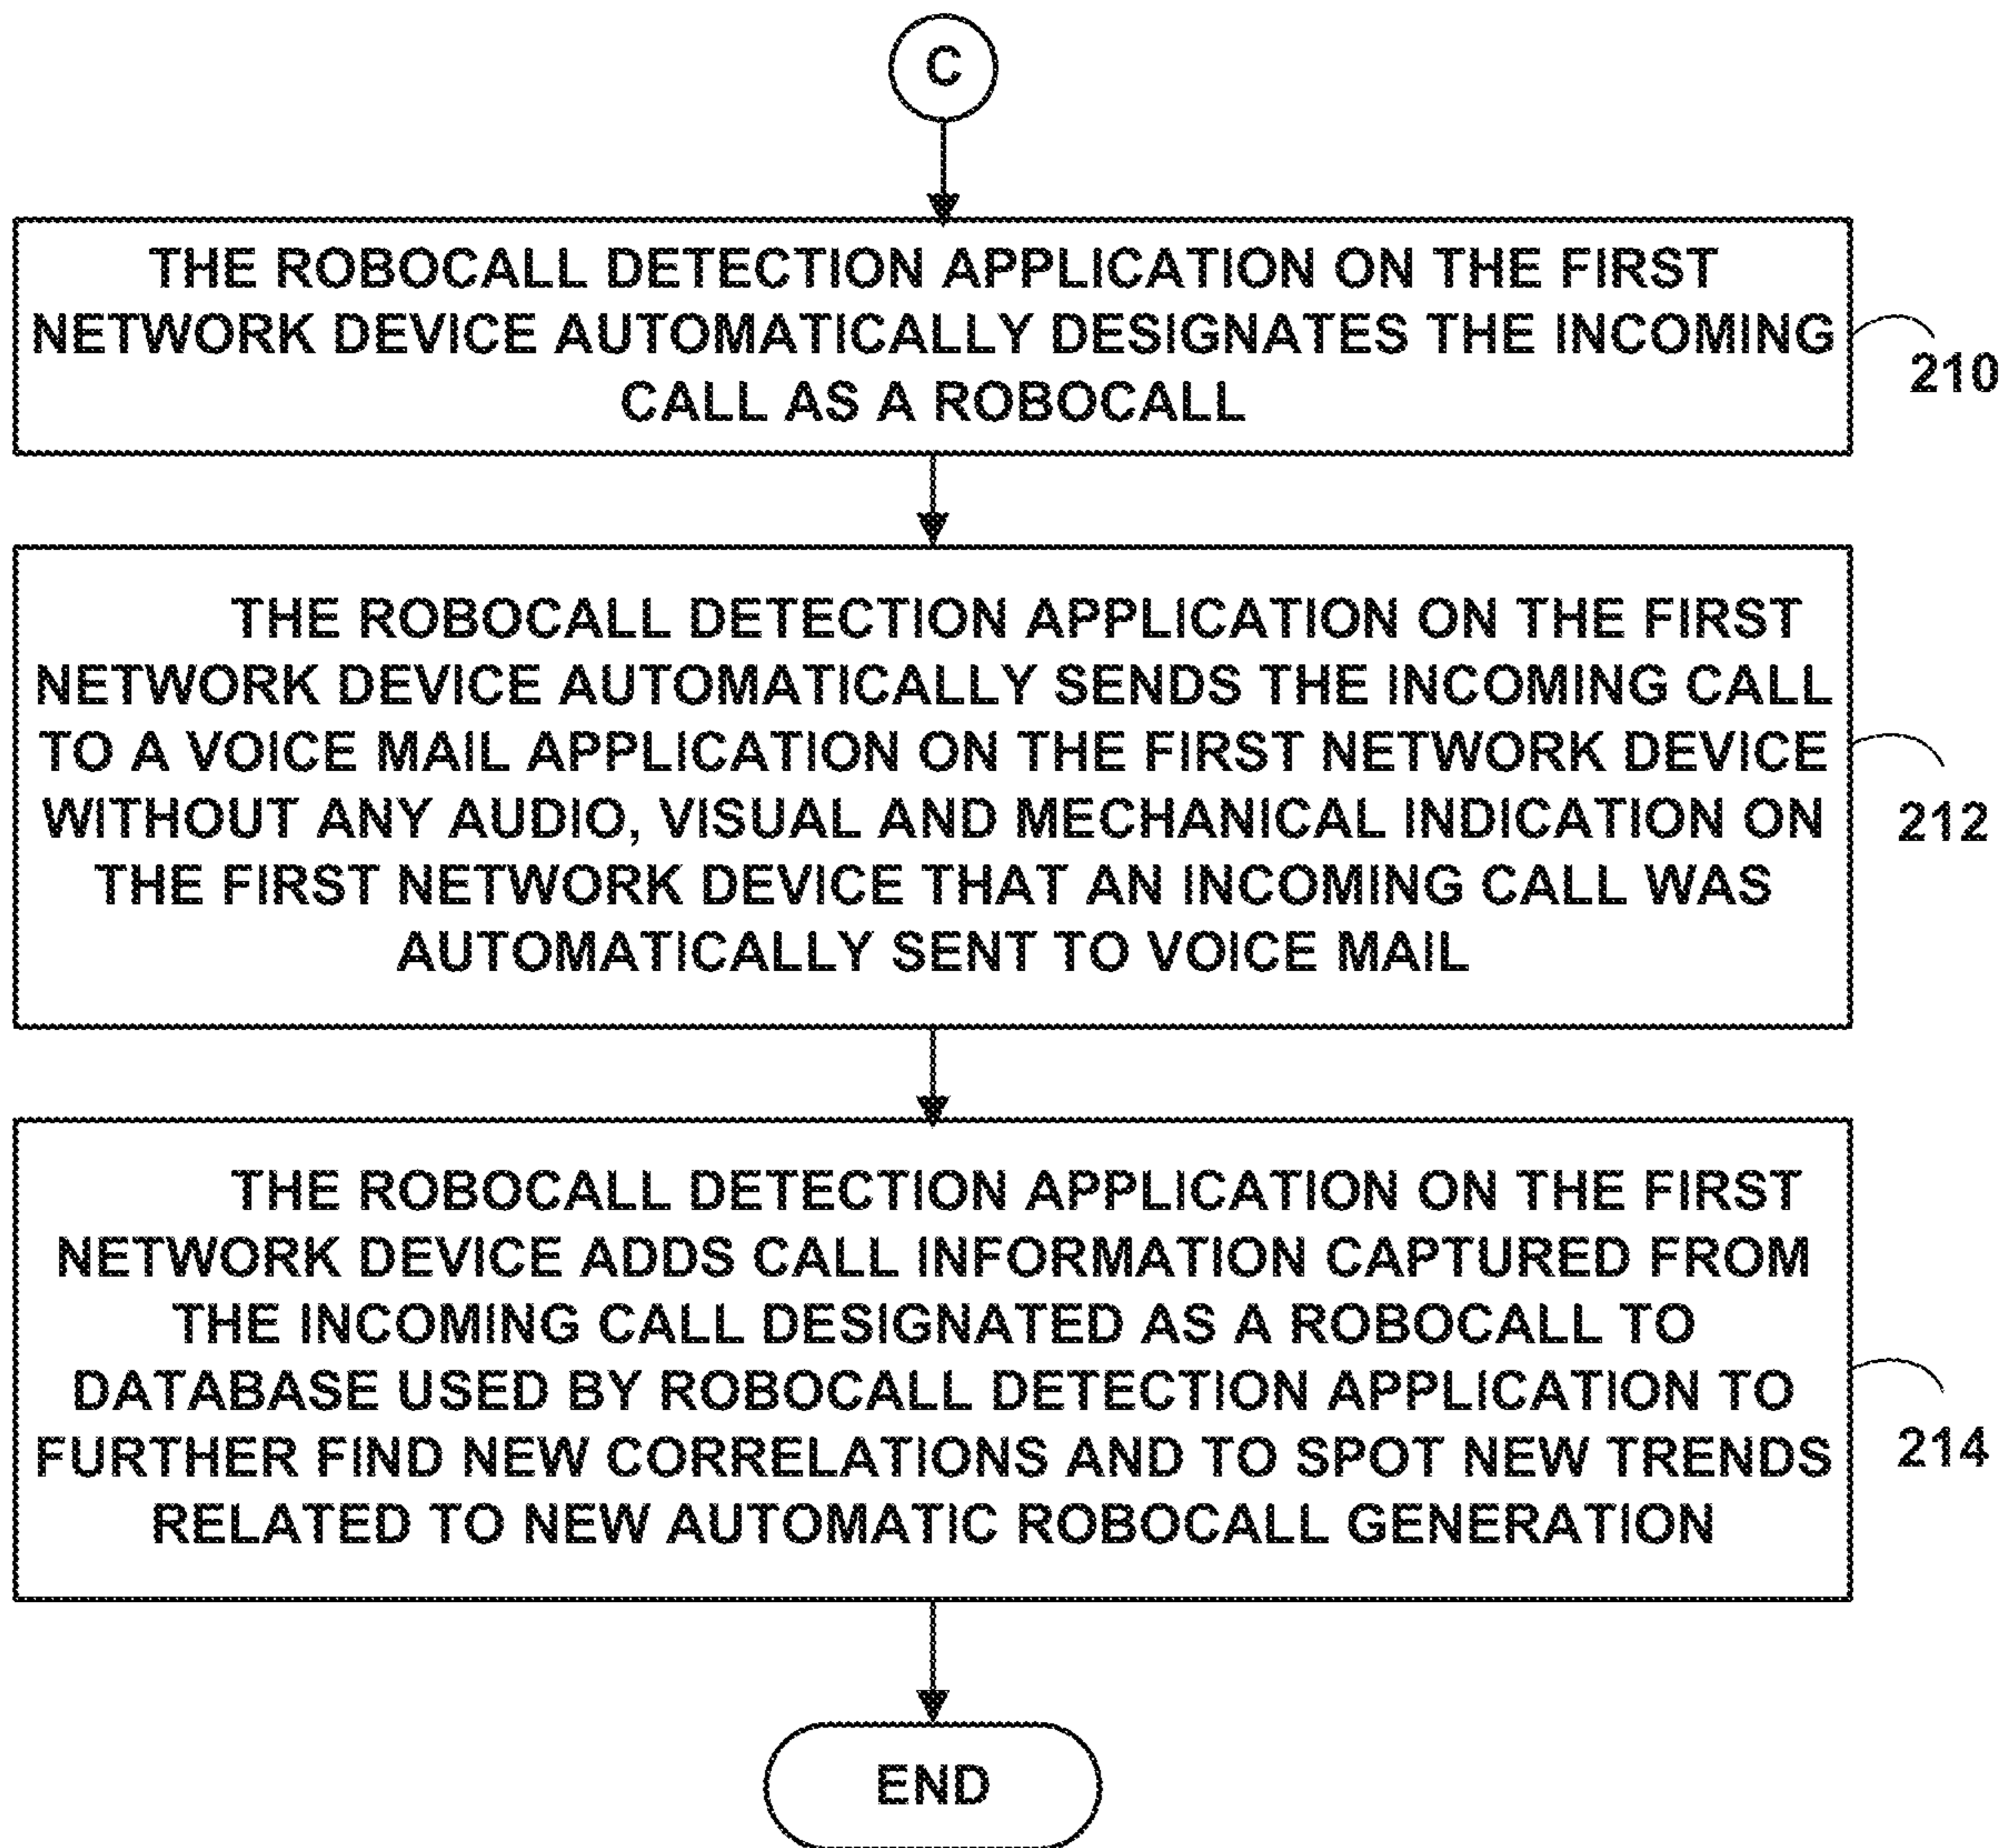 C
THE ROBOCALL DETECTION APPLICATION ON THE FIRST
NETWORK DEVICE AUTOMATICALLY DESIGNATES THE INCOMING
CALL AS A ROBOCALL
210
THE ROBOCALL DETECTION APPLICATION ON THE FIRST
NETWORK DEVICE AUTOMATICALLY SENDS THE INCOMING CALL
TO A VOICE MAIL APPLICATION ON THE FIRST NETWORK DEVICE
WITHOUT ANY AUDIO, VISUAL AND MECHANICAL INDICATION ON
THE FIRST NETWORK DEVICE THAT AN INCOMING CALL WAS
AUTOMATICALLY SENT TO VOICE MAIL
212
THE ROBOCALL DETECTION APPLICATION ON THE FIRST
NETWORK DEVICE ADDS CALL INFORMATION CAPTURED FROM
THE INCOMING CALL DESIGNATED AS A ROBOCALL TO
DATABASE USED BY ROBOCALL DETECTION APPLICATION TO
FURTHER FIND NEW CORRELATIONS AND TO SPOT NEW TRENDS
RELATED TO NEW AUTOMATIC ROBOCALL GENERATION
214
END